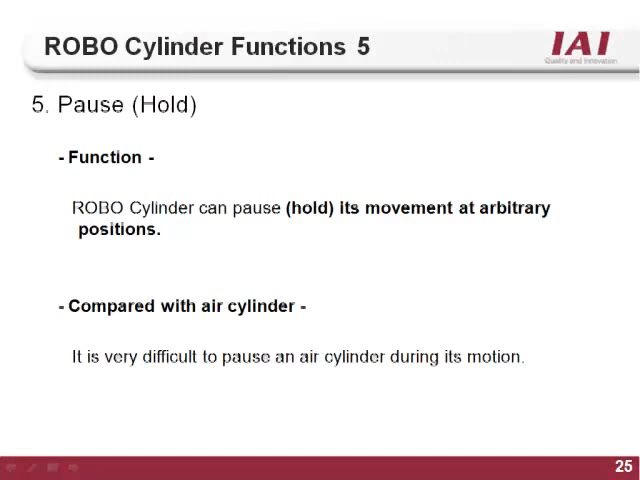 ROBO Cylinder Functions 5
IAI
Quality and Innovation
5. Pause (Hold)
- Function -
ROBO Cylinder can pause (hold) its movement at arbitrary
positions.
- Compared with air cylinder -
It is very difficult to pause an air cylinder during its motion.
25